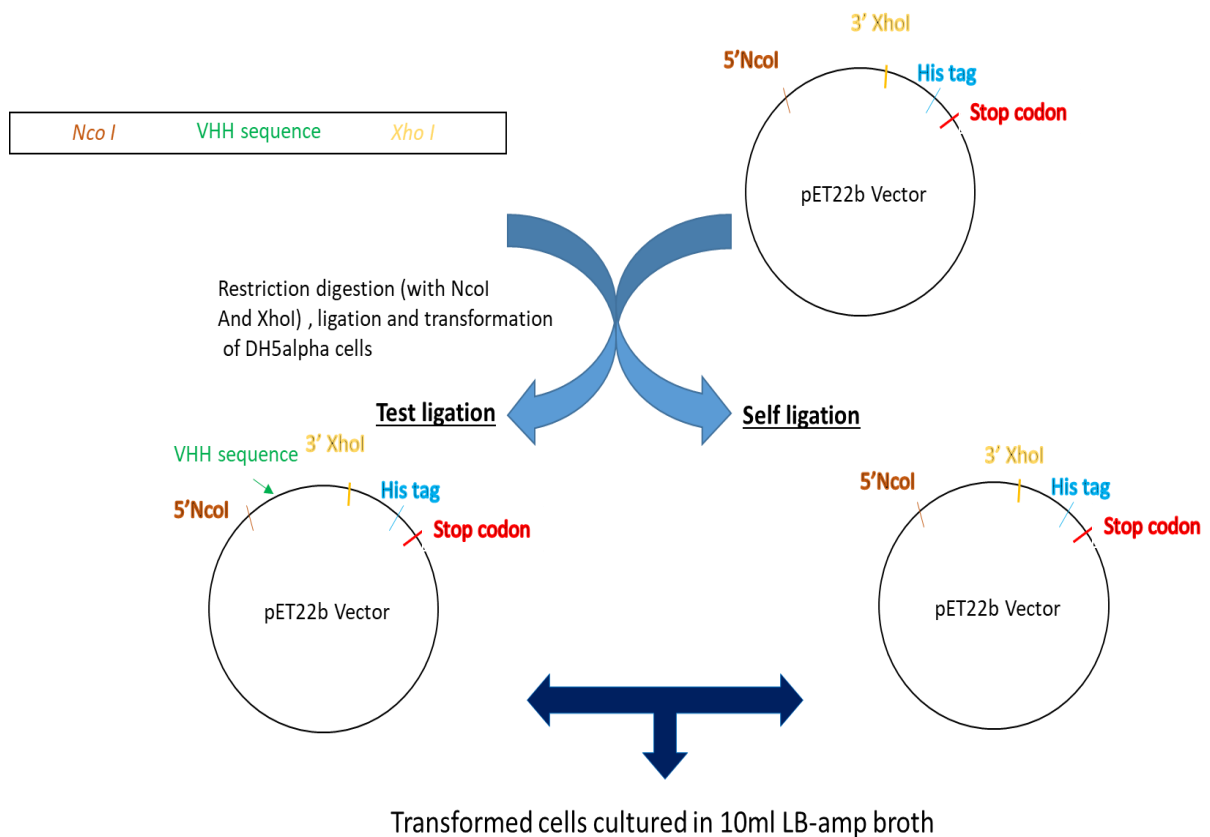 3' XhoI
5'NcoI
His tag
Stop codon
Nco I VHH sequence Xho I
pET22b Vector
Restriction digestion (with NcoI
And XhoI) , ligation and transformation
of DH5alpha cells
Test ligation
Self ligation
3' XhoI
VHH sequence
5'NcoI
His tag
Stop codon
pET22b Vector
3' XhoI
5'NcoI
His tag
Stop codon
pET22b Vector
Transformed cells cultured in 10ml LB-amp broth